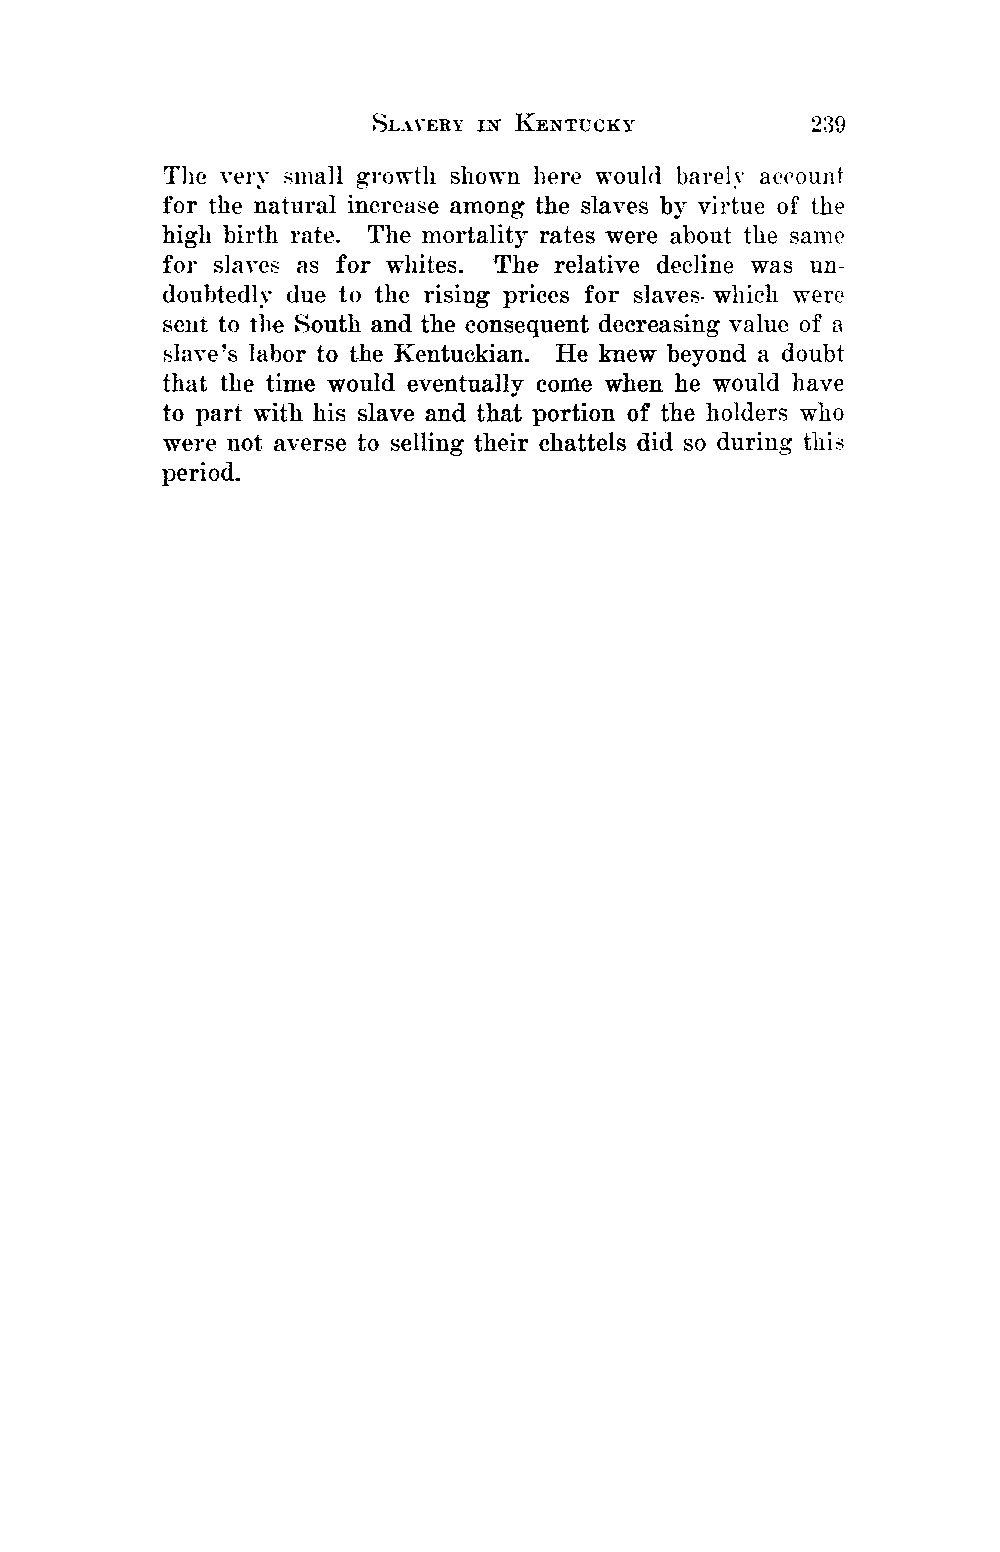 SLAVERY IN KENTUCKY 239
The very small growth shown here would barely account
for the natural increase among the slaves by virtue of the
high birth rate. The mortality rates were about the same
for slaves as for whites. The relative decline was un-
doubtedly due to the rising prices for slaves which were
sent to the South and the consequent decreasing value of a
slave's labor to the Kentuckian. He knew beyond a doubt
that the time would eventually come when he would have
to part with his slave and that portion of the holders who
were not averse to selling their chattels did so during this
period.